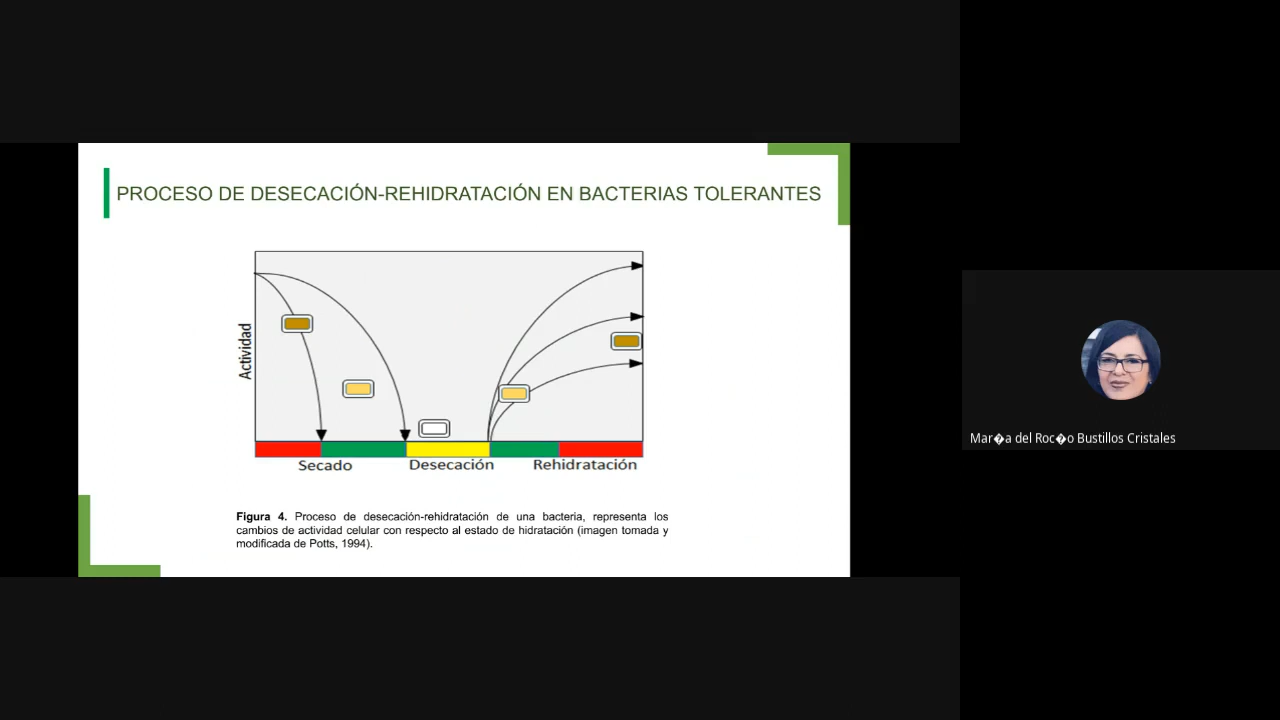 PROCESO DE DESECACIÓN-REHIDRATACIÓN EN BACTERIAS TOLERANTES
Actividad
Secado Desecación Rehidratación
Figura 4. Proceso de desecación-rehidratación de una bacteria, representa los
cambios de actividad celular con respecto al estado de hidratación (imagen tomada y
modificada de Potts, 1994).
Mar�a del Roc�o Bustillos Cristales